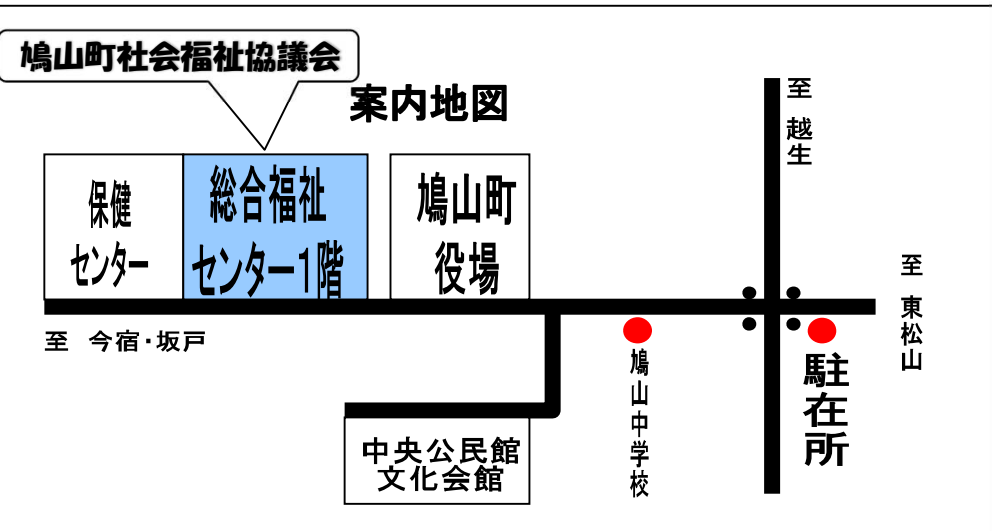 鳩山町社会福祉協議会
案内地図
至 越生
保健
センター
総合福祉
センター1階
鳩山町
役場
至 東松山
至 今宿・坂戸
鳩山中学校
駐在所
中央公民館
文化会館